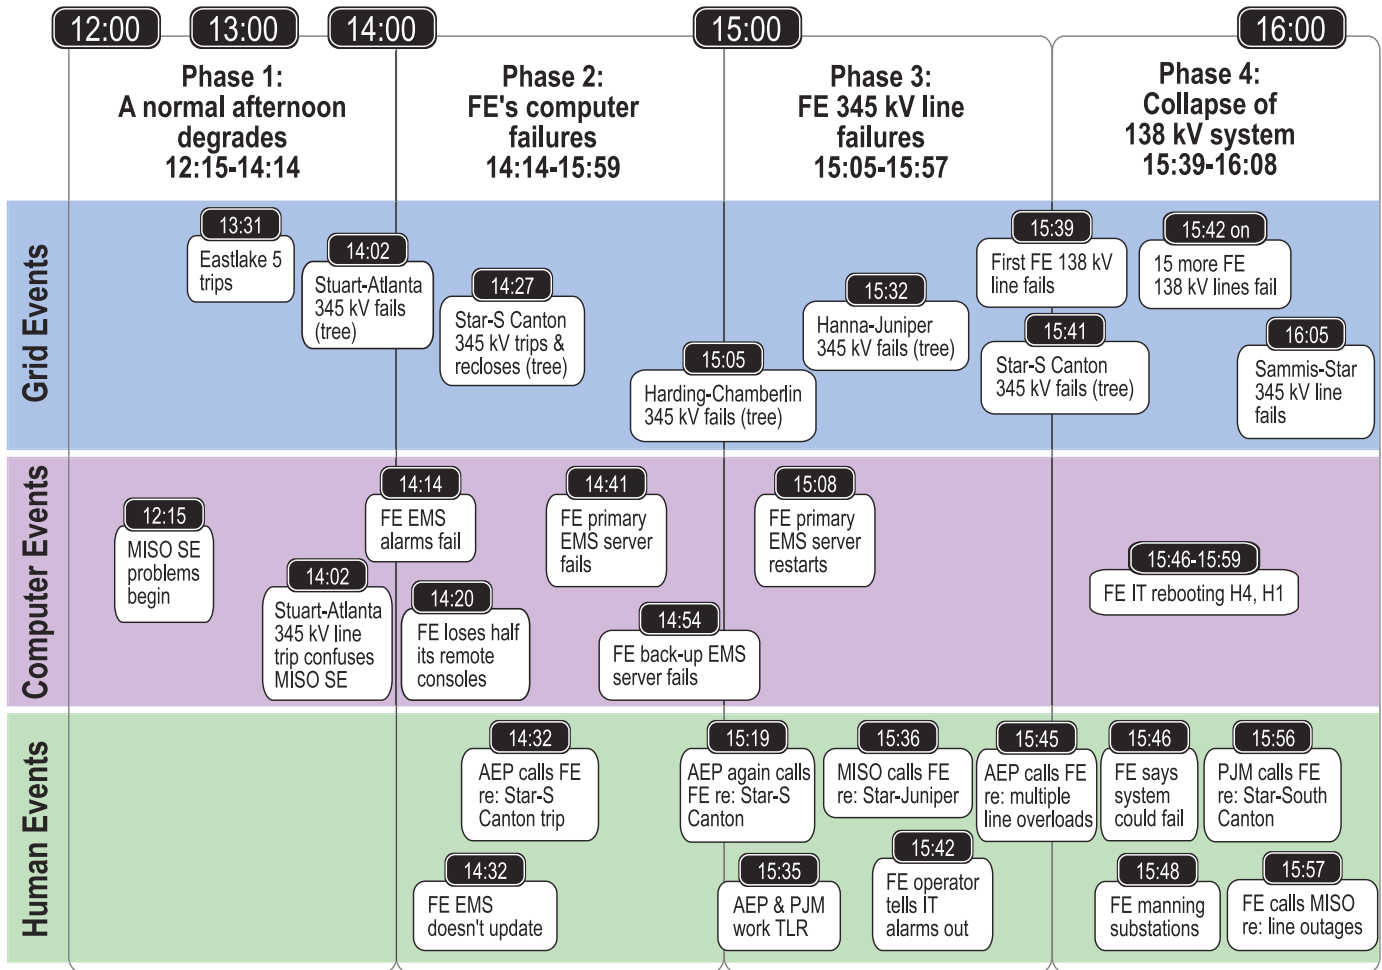 12:00
13:00
14:00
15:00
16:00
Phase 1:
A normal afternoon
degrades
12:15-14:14
Phase 2:
FE's computer
failures
14:14-15:59
Phase 3:
FE 345 kV line
failures
15:05-15:57
Phase 4:
Collapse of
138 kV system
15:39-16:08
Grid Events
13:31
Eastlake 5
trips
14:02
Stuart-Atlanta
345 kV fails
(tree)
14:27
Star-S Canton
345 kV trips &
recloses (tree)
15:05
Harding-Chamberlin
345 kV fails (tree)
15:32
Hanna-Juniper
345 kV fails (tree)
15:39
First FE 138 kV
line fails
15:41
Star-S Canton
345 kV fails (tree)
15:42 on
15 more FE
138 kV lines fail
16:05
Sammis-Star
345 kV line
fails
Computer Events
12:15
MISO SE
problems
begin
14:02
Stuart-Atlanta
345 kV line
trip confuses
MISO SE
14:14
FE EMS
alarms fail
14:20
FE loses half
its remote
consoles
14:41
FE primary
EMS server
fails
14:54
FE back-up EMS
server fails
15:08
FE primary
EMS server
restarts
15:46-15:59
FE IT rebooting H4, H1
Human Events
14:32
AEP calls FE
re: Star-S
Canton trip
14:32
FE EMS
doesn't update
15:19
AEP again calls
FE re: Star-S
Canton
15:35
AEP & PJM
work TLR
15:36
MISO calls FE
re: Star-Juniper
15:42
FE operator
tells IT
alarms out
15:45
AEP calls FE
re: multiple
line overloads
15:46
FE says
system
could fail
15:48
FE manning
substations
15:56
PJM calls FE
re: Star-South
Canton
15:57
FE calls MISO
re: line outages